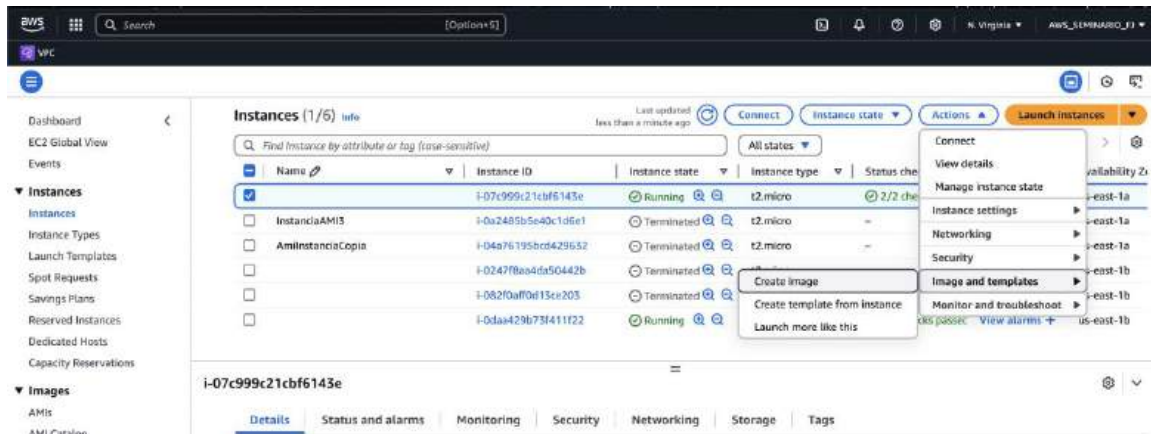 aws Search [Option+S] N. Virginia AWS_SEMINARIO_FJ
VPC
Dashboard
EC2 Global View
Events
Instances
Instances
Instance Types
Launch Templates
Spot Requests
Savings Plans
Reserved Instances
Dedicated Hosts
Capacity Reservations
Images
AMIs
AMI Catalog
Instances (1/6) Info
Last updated
less than a minute ago
Connect Instance state Actions Launch instances
Find Instance by attribute or tag (case-sensitive) All states
Name Instance ID Instance state Instance type Status che vailability Z
i-07c999c21cbf6143e Running t2.micro 2/2 che s-east-1a
InstanciaAMI3 i-0a2485b5e40c1d6e1 Terminated t2.micro – s-east-1a
AmiInstanciaCopia i-04a76195bcd429632 Terminated t2.micro – s-east-1a
i-0247f8aa4da50442b Terminated s-east-1b
i-082f0aff0d13ce203 Terminated s-east-1b
i-0daa429b73f411f22 Running cks passec View alarms + us-east-1b
Connect
View details
Manage instance state
Instance settings
Networking
Security
Image and templates
Monitor and troubleshoot
Create image
Create template from instance
Launch more like this
i-07c999c21cbf6143e
Details Status and alarms Monitoring Security Networking Storage Tags